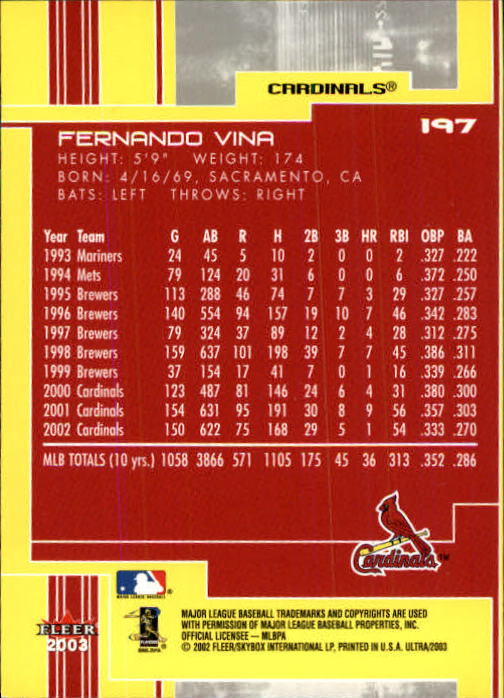 CARDINALS®
197
FERNANDO VINA
HEIGHT: 5'9" WEIGHT: 174
BORN: 4/16/69, SACRAMENTO, CA
BATS: LEFT THROWS: RIGHT
Year Team G AB R H 2B 3B HR RBI OBP BA
1993 Mariners 24 45 5 10 2 0 0 2 .327 .222
1994 Mets 79 124 20 31 6 0 0 6 .372 .250
1995 Brewers 113 288 46 74 7 7 3 29 .327 .257
1996 Brewers 140 554 94 157 19 10 7 46 .342 .283
1997 Brewers 79 324 37 89 12 2 4 28 .312 .275
1998 Brewers 159 637 101 198 39 7 7 45 .386 .311
1999 Brewers 37 154 17 41 7 0 1 16 .339 .266
2000 Cardinals 123 487 81 146 24 6 4 31 .380 .300
2001 Cardinals 154 631 95 191 30 8 9 56 .357 .303
2002 Cardinals 150 622 75 168 29 5 1 54 .333 .270
MLB TOTALS (10 yrs.) 1058 3866 571 1105 175 45 36 313 .352 .286
Cardinals™
MAJOR LEAGUE BASEBALL
FLEER
2003
MAJOR LEAGUE BASEBALL TRADEMARKS AND COPYRIGHTS ARE USED
WITH PERMISSION OF MAJOR LEAGUE BASEBALL PROPERTIES, INC.
OFFICIAL LICENSEE – MLBPA
© 2002 FLEER/SKYBOX INTERNATIONAL LP, PRINTED IN U.S.A. ULTRA/2003